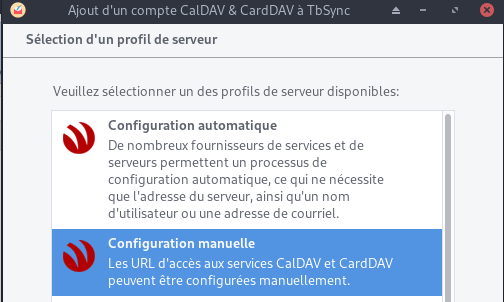 Ajout d'un compte CalDAV & CardDAV à TbSync
Sélection d'un profil de serveur
Veuillez sélectionner un des profils de serveur disponibles:
Configuration automatique
De nombreux fournisseurs de services et de
serveurs permettent un processus de
configuration automatique, ce qui ne nécessite
que l'adresse du serveur, ainsi qu'un nom
d'utilisateur ou une adresse de courriel.
Configuration manuelle
Les URL d'accès aux services CalDAV et CardDAV
peuvent être configurées manuellement.